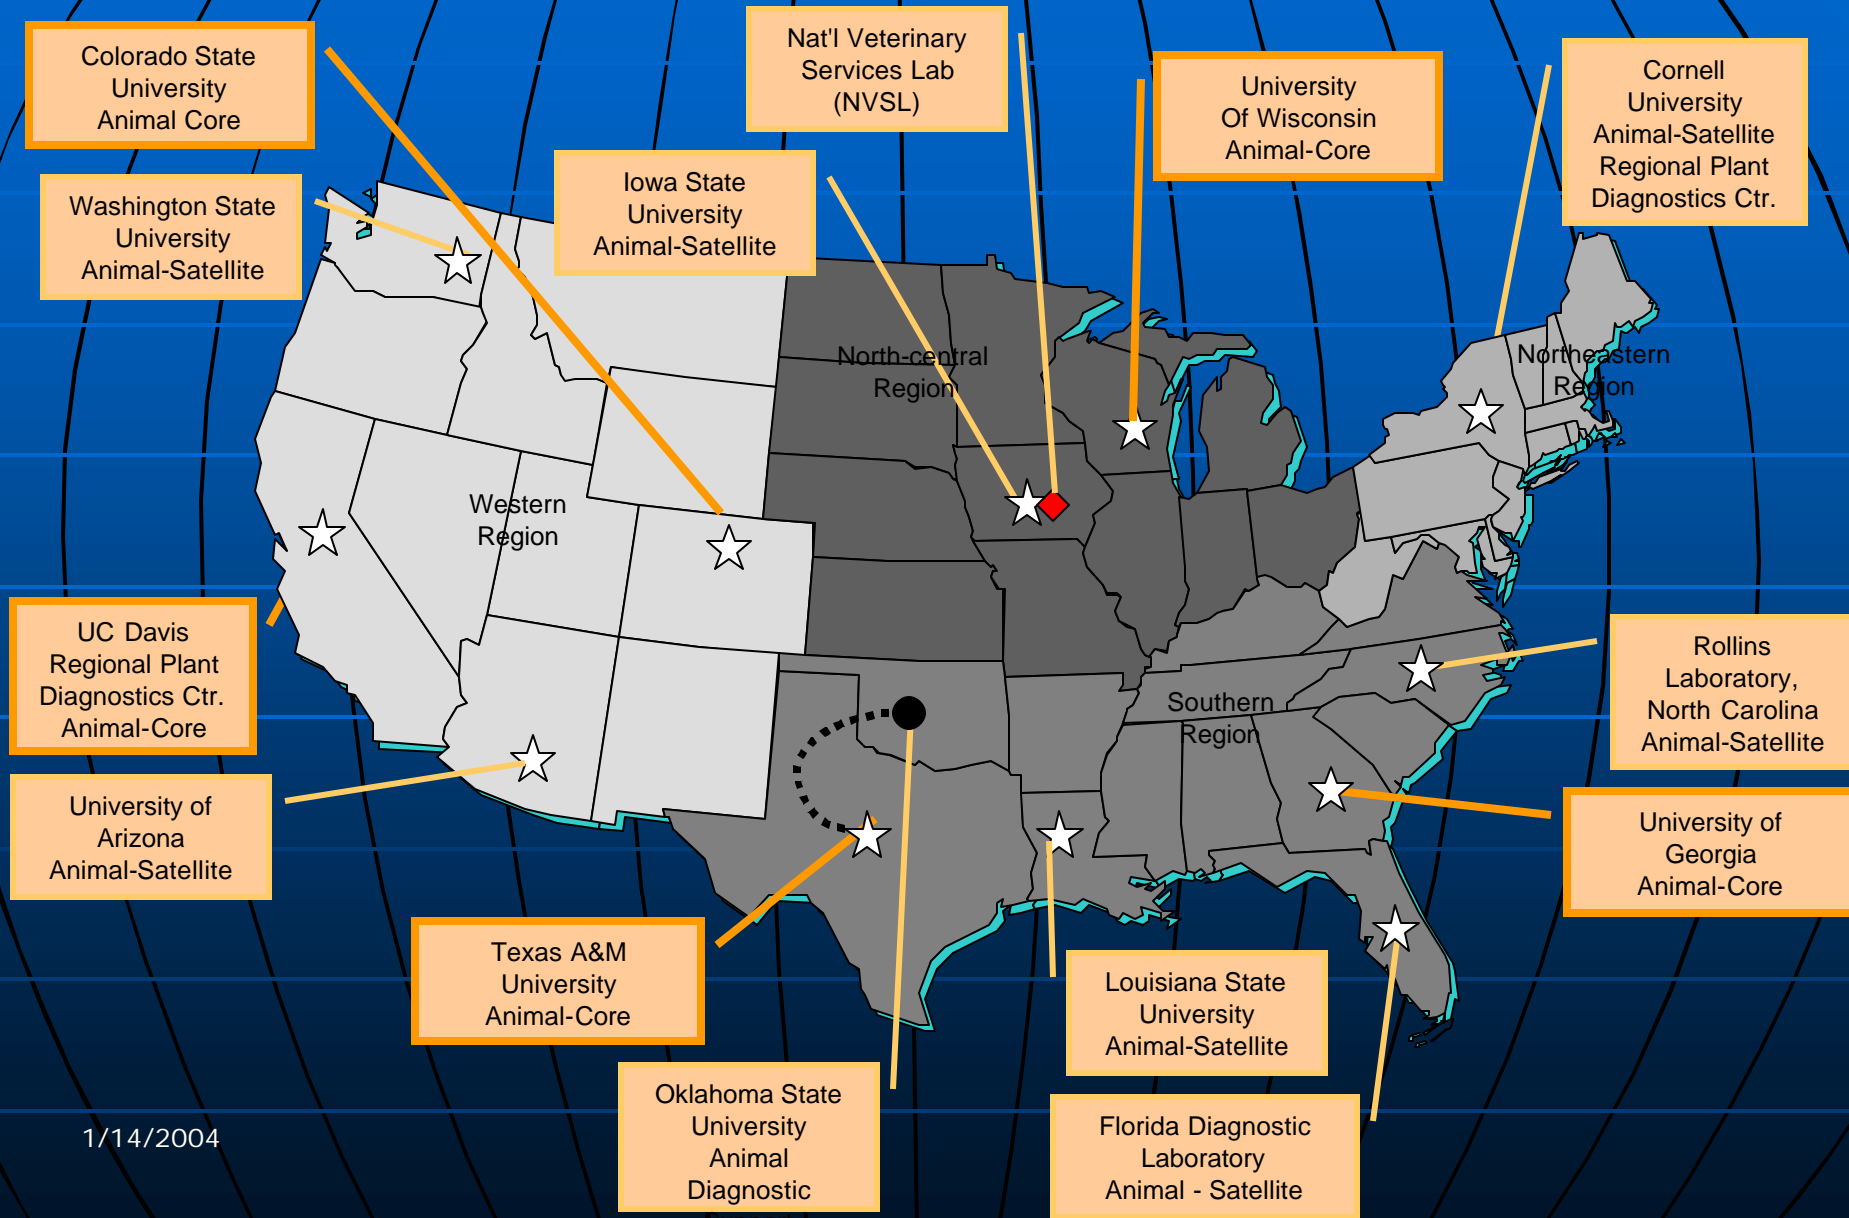 Colorado State
University
Animal Core
Nat'l Veterinary
Services Lab
(NVSL)
University
Of Wisconsin
Animal-Core
Cornell
University
Animal-Satellite
Regional Plant
Diagnostics Ctr.
Washington State
University
Animal-Satellite
Iowa State
University
Animal-Satellite
North-central
Region
Northeastern
Region
Western
Region
UC Davis
Regional Plant
Diagnostics Ctr.
Animal-Core
Rollins
Laboratory,
North Carolina
Animal-Satellite
Southern
Region
University of
Arizona
Animal-Satellite
University of
Georgia
Animal-Core
Texas A&M
University
Animal-Core
Louisiana State
University
Animal-Satellite
Oklahoma State
University
Animal
Diagnostic
Florida Diagnostic
Laboratory
Animal - Satellite
1/14/2004